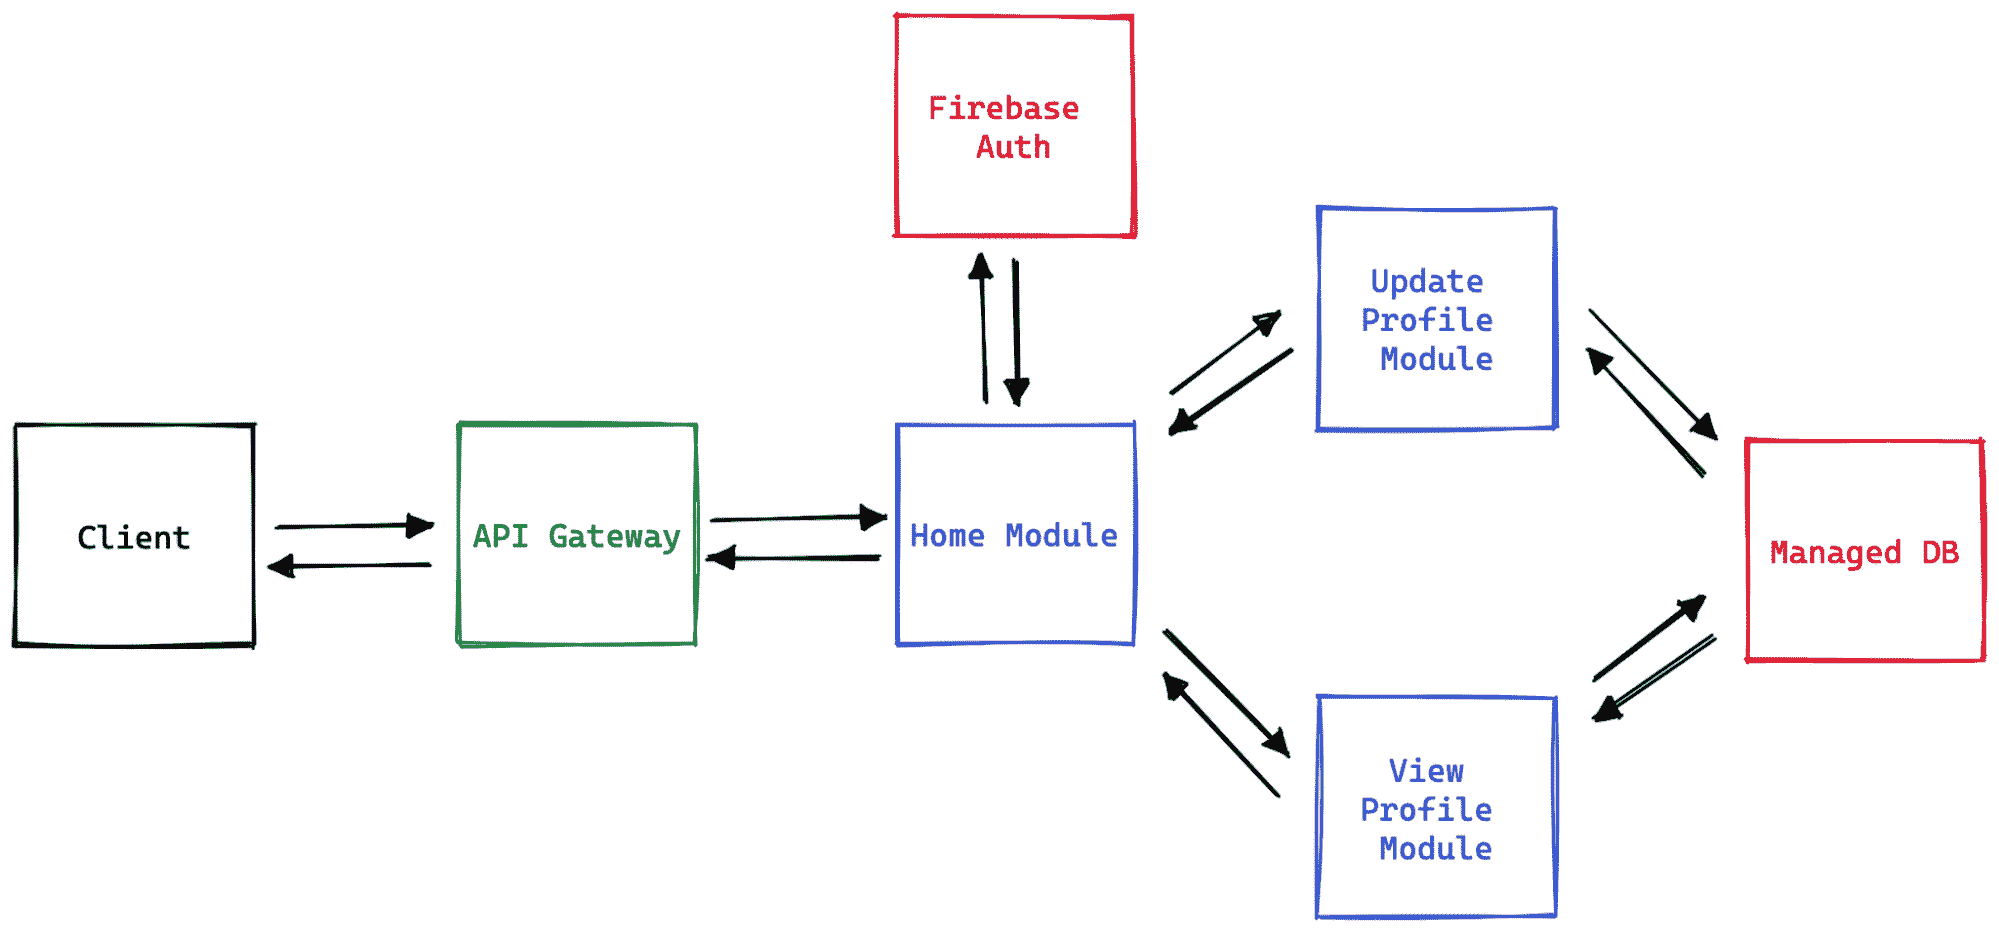 Firebase
Auth
Update
Profile
Module
Client
API Gateway
Home Module
Managed DB
View
Profile
Module